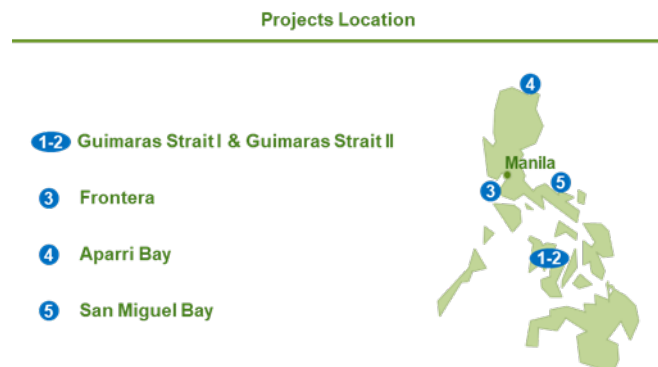 Projects Location
1-2 Guimaras Strait I & Guimaras Strait II
3 Frontera
4 Aparri Bay
5 San Miguel Bay
4
Manila
5
3
1-2